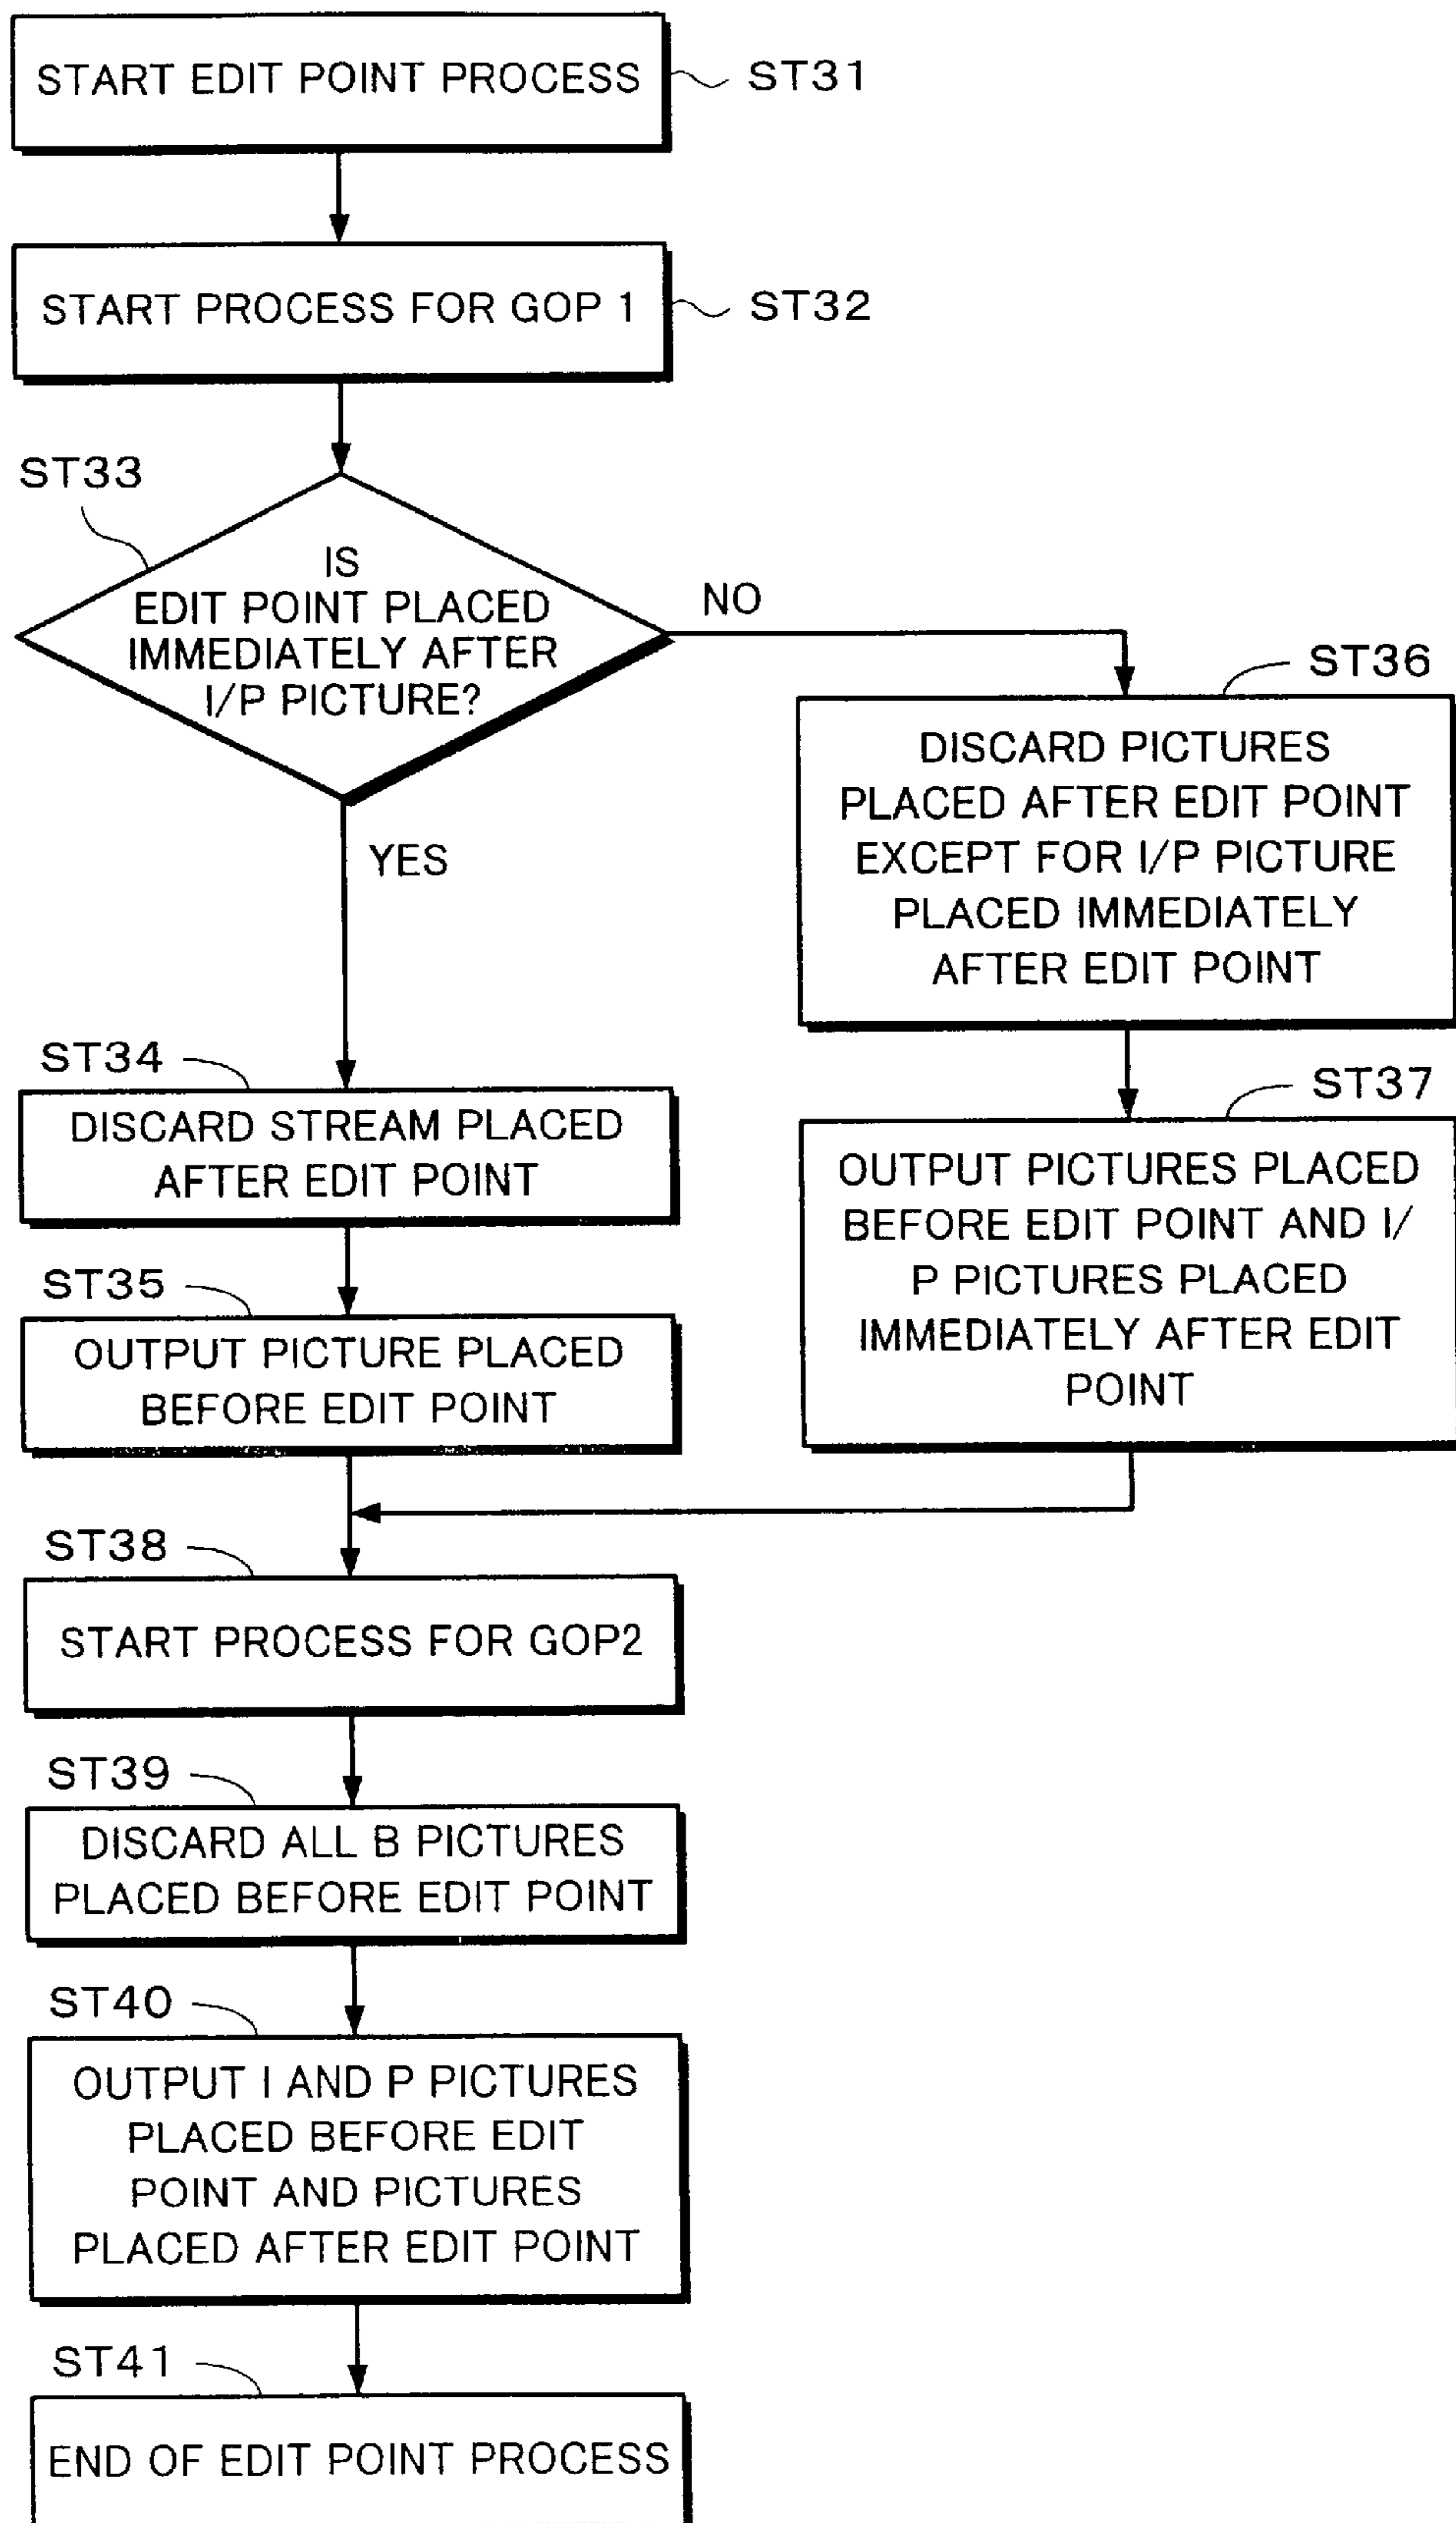 START EDIT POINT PROCESS
ST31
START PROCESS FOR GOP 1
ST32
ST33
IS
EDIT POINT PLACED
IMMEDIATELY AFTER
I/P PICTURE?
NO
YES
ST36
DISCARD PICTURES
PLACED AFTER EDIT POINT
EXCEPT FOR I/P PICTURE
PLACED IMMEDIATELY
AFTER EDIT POINT
ST34
DISCARD STREAM PLACED
AFTER EDIT POINT
ST37
OUTPUT PICTURES PLACED
BEFORE EDIT POINT AND I/
P PICTURES PLACED
IMMEDIATELY AFTER EDIT
POINT
ST35
OUTPUT PICTURE PLACED
BEFORE EDIT POINT
ST38
START PROCESS FOR GOP2
ST39
DISCARD ALL B PICTURES
PLACED BEFORE EDIT POINT
ST40
OUTPUT I AND P PICTURES
PLACED BEFORE EDIT
POINT AND PICTURES
PLACED AFTER EDIT POINT
ST41
END OF EDIT POINT PROCESS